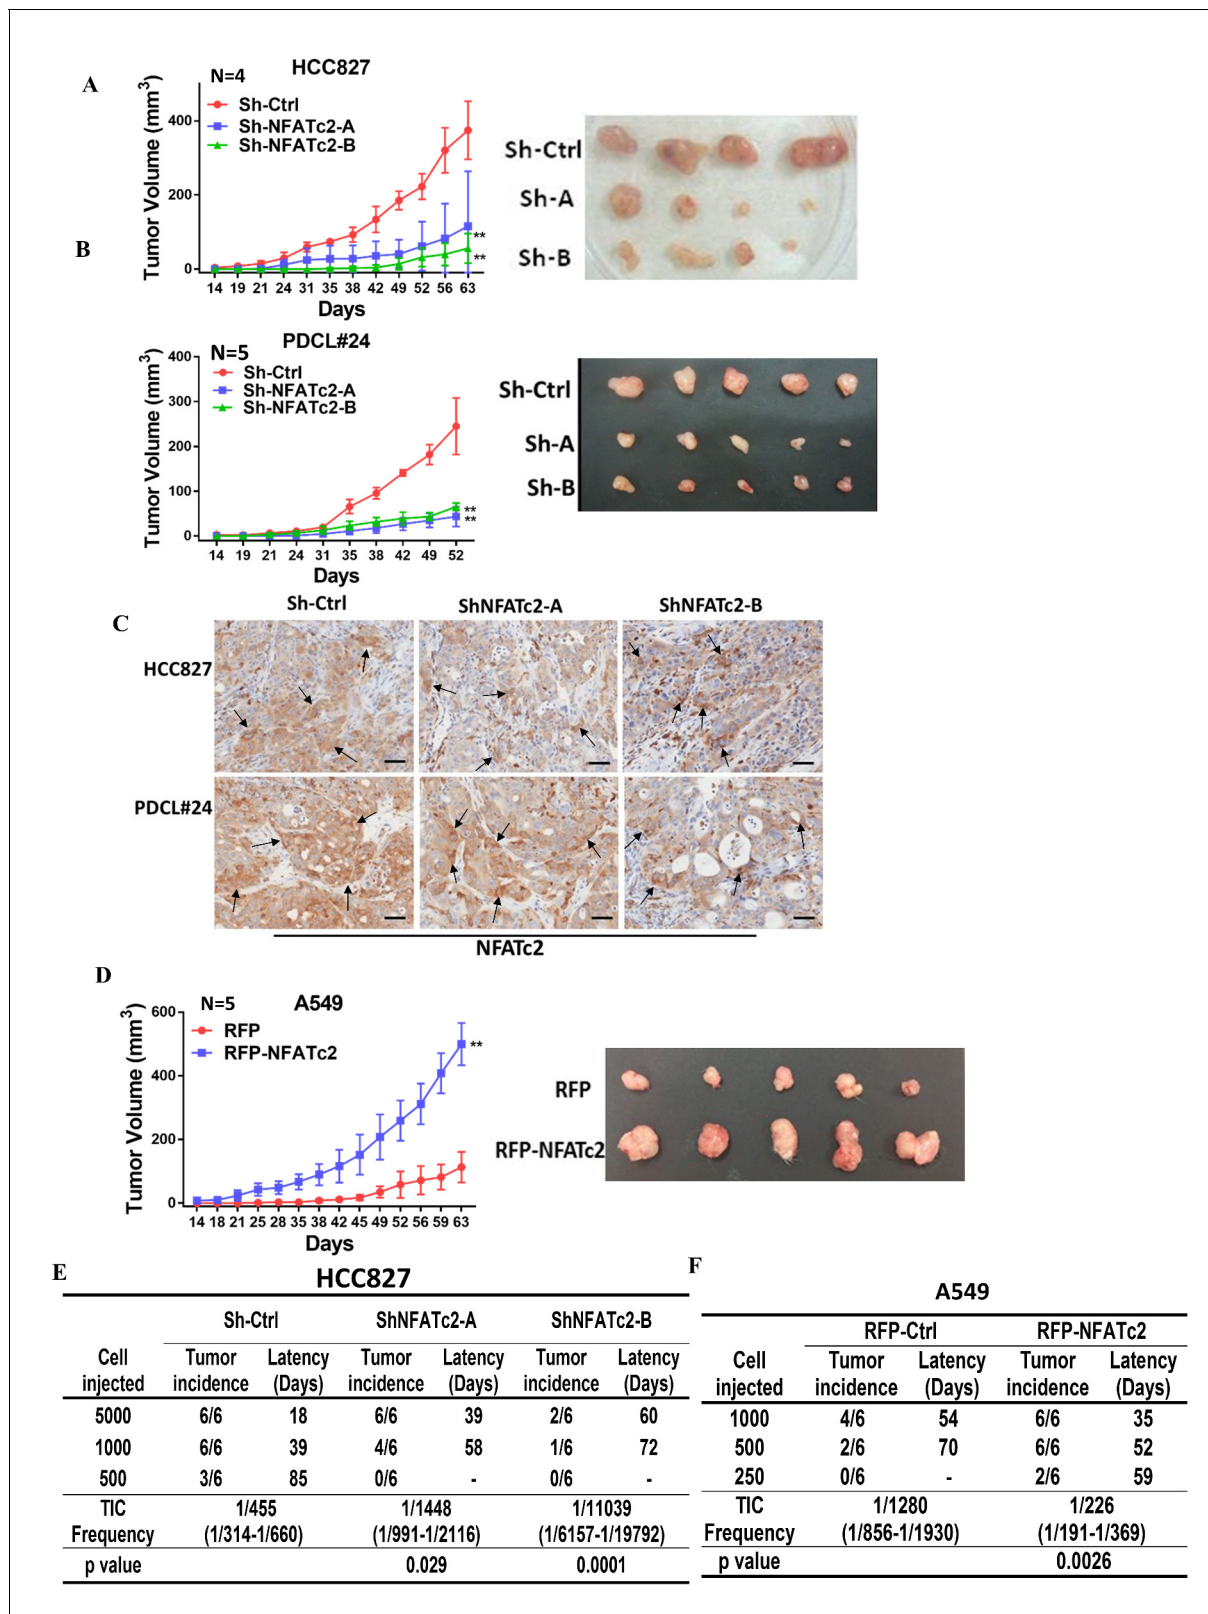 A
HCC827
N=4
Sh-Ctrl
Sh-NFATc2-A
Sh-NFATc2-B
Tumor Volume (mm3)
400
200
0
**
**
14 19 21 24 31 35 38 42 49 52 56 63
Days
Sh-Ctrl
Sh-A
Sh-B
B
PDCL#24
N=5
Sh-Ctrl
Sh-NFATc2-A
Sh-NFATc2-B
Tumor Volume (mm3)
400
300
200
100
0
**
**
14 19 21 24 31 35 38 42 49 52
Days
Sh-Ctrl
Sh-A
Sh-B
C
Sh-Ctrl ShNFATc2-A ShNFATc2-B
HCC827
PDCL#24
NFATc2
D
N=5 A549
RFP
RFP-NFATc2
Tumor Volume (mm3)
600
400
200
0
**
14 18 21 25 28 35 38 42 45 49 52 56 59 63
Days
RFP
RFP-NFATc2
E
HCC827
Sh-Ctrl ShNFATc2-A ShNFATc2-B
Cell Tumor Latency Tumor Latency Tumor Latency
injected incidence (Days) incidence (Days) incidence (Days)
5000 6/6 18 6/6 39 2/6 60
1000 6/6 39 4/6 58 1/6 72
500 3/6 85 0/6 - 0/6 -
TIC 1/455 1/1448 1/11039
Frequency (1/314-1/660) (1/991-1/2116) (1/6157-1/19792)
p value 0.029 0.0001
F
A549
RFP-Ctrl RFP-NFATc2
Cell Tumor Latency Tumor Latency
injected incidence (Days) incidence (Days)
1000 4/6 54 6/6 35
500 2/6 70 6/6 52
250 0/6 - 2/6 59
TIC 1/1280 1/226
Frequency (1/856-1/1930) (1/191-1/369)
p value 0.0026